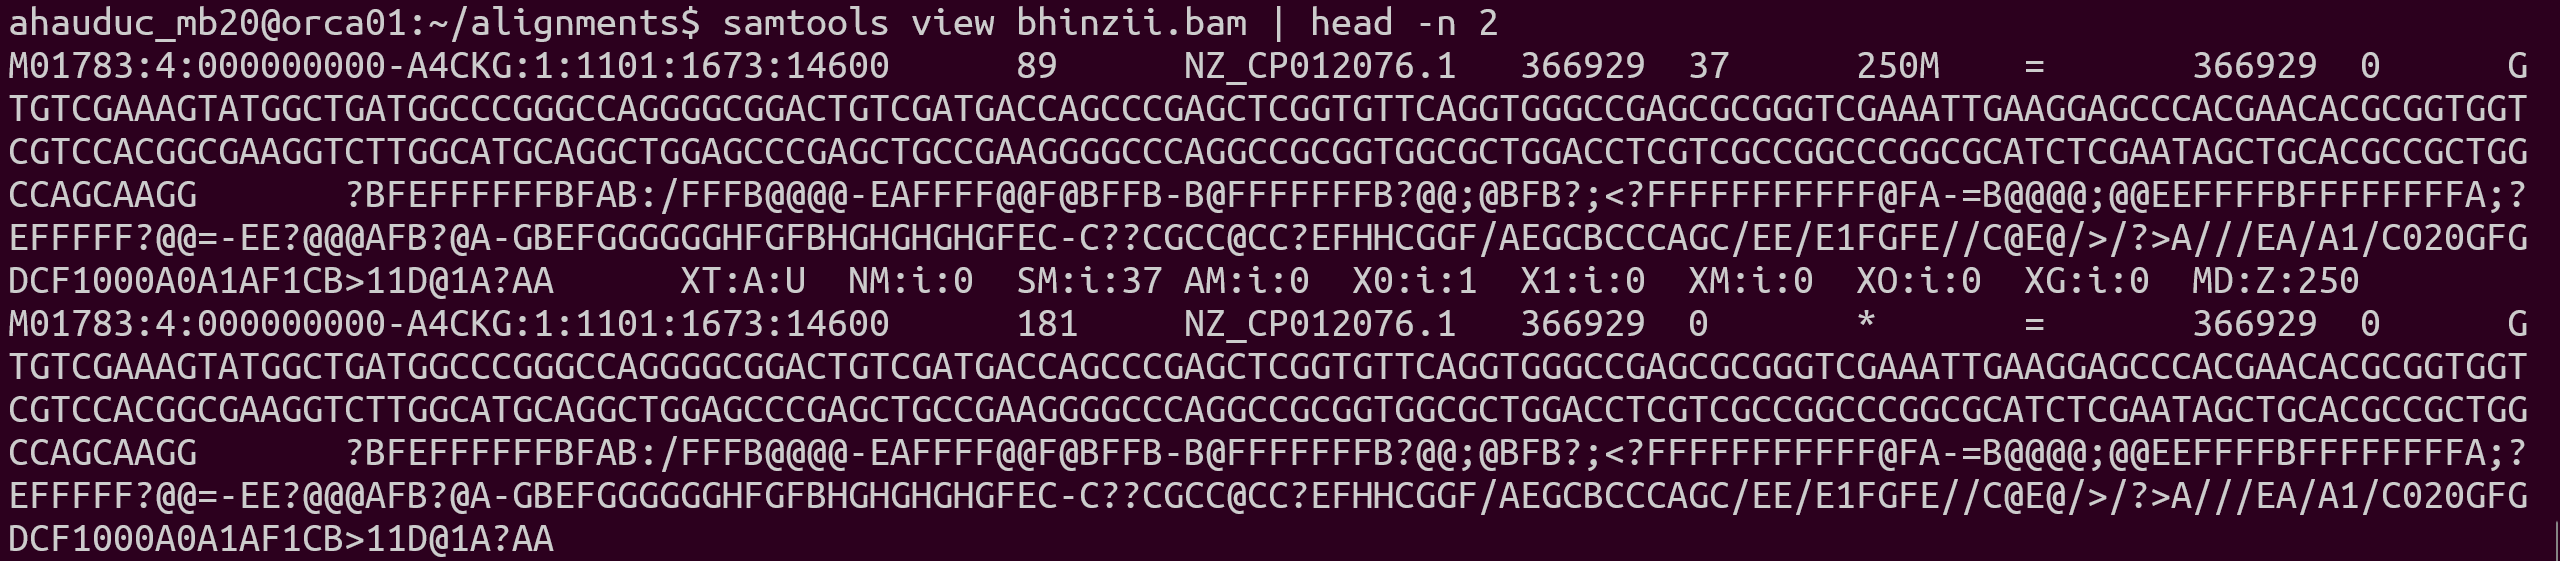 ahauduc_mb20@orca01:~/alignments$ samtools view bhinzii.bam | head -n 2
M01783:4:000000000-A4CKG:1:1101:1673:14600 89 NZ_CP012076.1 366929 37 250M = 366929 0 G
TGTCGAAAGTATGGCTGATGGCCCGGGCCAGGGGCGGACTGTCGATGACCAGCCCGAGCTCGGTGTTCAGGTGGGCCGAGCGCGGGTCGAAATTGAAGGAGCCCACGAACACGCGGTGGT
CGTCCACGGCGAAGGTCTTGGCATGCAGGCTGGAGCCCGAGCTGCCGAAGGGGCCCAGGCCGCGGTGGCGCTGGACCTCGTCGCCGGCCCGGCGCATCTCGAATAGCTGCACGCCGCTGG
CCAGCAAGG ?BFEFFFFFFBFAB:/FFFB@@@@-EAFFFF@@F@BFFB-B@FFFFFFFB?@@;@BFB?;<?FFFFFFFFFFF@FA-=B@@@@;@@EEFFFFBFFFFFFFFA;?
EFFFFF?@@=-EE?@@@AFB?@A-GBEFGGGGGGHFGFBHGHGHGHGFEC-C??CGCC@CC?EFHHCGGF/AEGCBCCCAGC/EE/E1FGFE//C@E@/>/?>A///EA/A1/C020GFG
DCF1000A0A1AF1CB>11D@1A?AA XT:A:U NM:i:0 SM:i:37 AM:i:0 X0:i:1 X1:i:0 XM:i:0 XO:i:0 XG:i:0 MD:Z:250
M01783:4:000000000-A4CKG:1:1101:1673:14600 181 NZ_CP012076.1 366929 0 * = 366929 0 G
TGTCGAAAGTATGGCTGATGGCCCGGGCCAGGGGCGGACTGTCGATGACCAGCCCGAGCTCGGTGTTCAGGTGGGCCGAGCGCGGGTCGAAATTGAAGGAGCCCACGAACACGCGGTGGT
CGTCCACGGCGAAGGTCTTGGCATGCAGGCTGGAGCCCGAGCTGCCGAAGGGGCCCAGGCCGCGGTGGCGCTGGACCTCGTCGCCGGCCCGGCGCATCTCGAATAGCTGCACGCCGCTGG
CCAGCAAGG ?BFEFFFFFFBFAB:/FFFB@@@@-EAFFFF@@F@BFFB-B@FFFFFFFB?@@;@BFB?;<?FFFFFFFFFFF@FA-=B@@@@;@@EEFFFFBFFFFFFFFA;?
EFFFFF?@@=-EE?@@@AFB?@A-GBEFGGGGGGHFGFBHGHGHGHGFEC-C??CGCC@CC?EFHHCGGF/AEGCBCCCAGC/EE/E1FGFE//C@E@/>/?>A///EA/A1/C020GFG
DCF1000A0A1AF1CB>11D@1A?AA